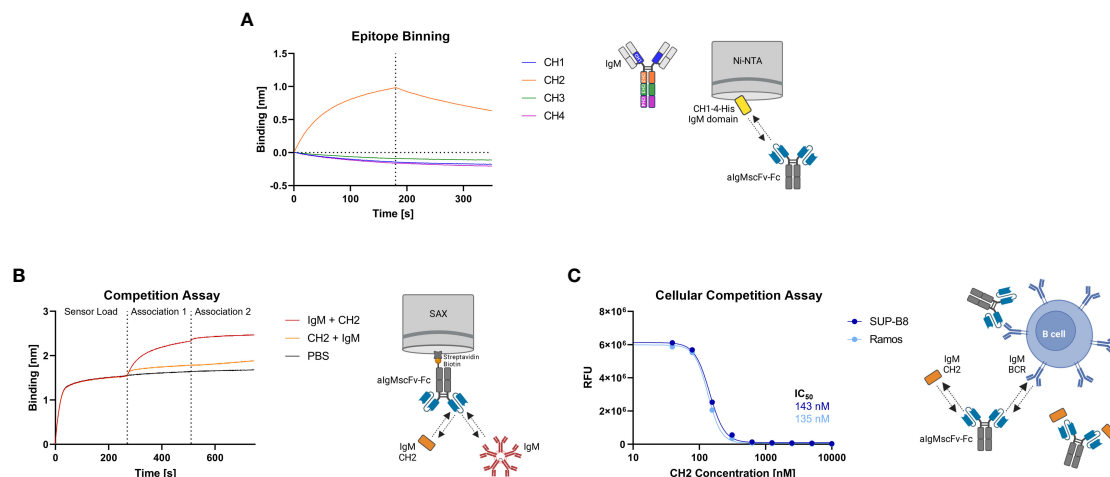 A
Epitope Binning
Binding [nm]
1.5
1.0
0.5
0.0
-0.5
0
100
200
300
Time [s]
CH1
CH2
CH3
CH4
IgM
Ni-NTA
CH1-4-His
IgM domain
aIgMscFv-Fc
B
Competition Assay
Sensor Load
Association 1
Association 2
Binding [nm]
3
2
1
0
0
200
400
600
Time [s]
IgM + CH2
CH2 + IgM
PBS
SAX
Streptavidin
Biotin
aIgMscFv-Fc
IgM
CH2
IgM
C
Cellular Competition Assay
RFU
8×10⁶
6×10⁶
4×10⁶
2×10⁶
0
10
100
1000
10000
CH2 Concentration [nM]
IC₅₀
143 nM
135 nM
SUP-B8
Ramos
B cell
IgM
CH2
IgM
BCR
aIgMscFv-Fc